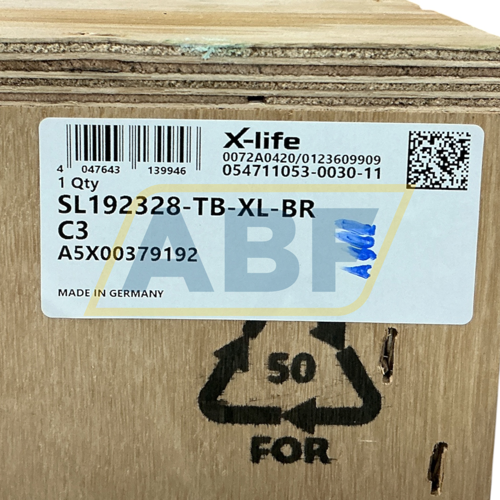 X-life
0072A0420/0123609909
054711053-0030-11
4 047643 139946
1 Qty
SL192328-TB-XL-BR
C3
A5X00379192
ABF
MADE IN GERMANY
50
FOR